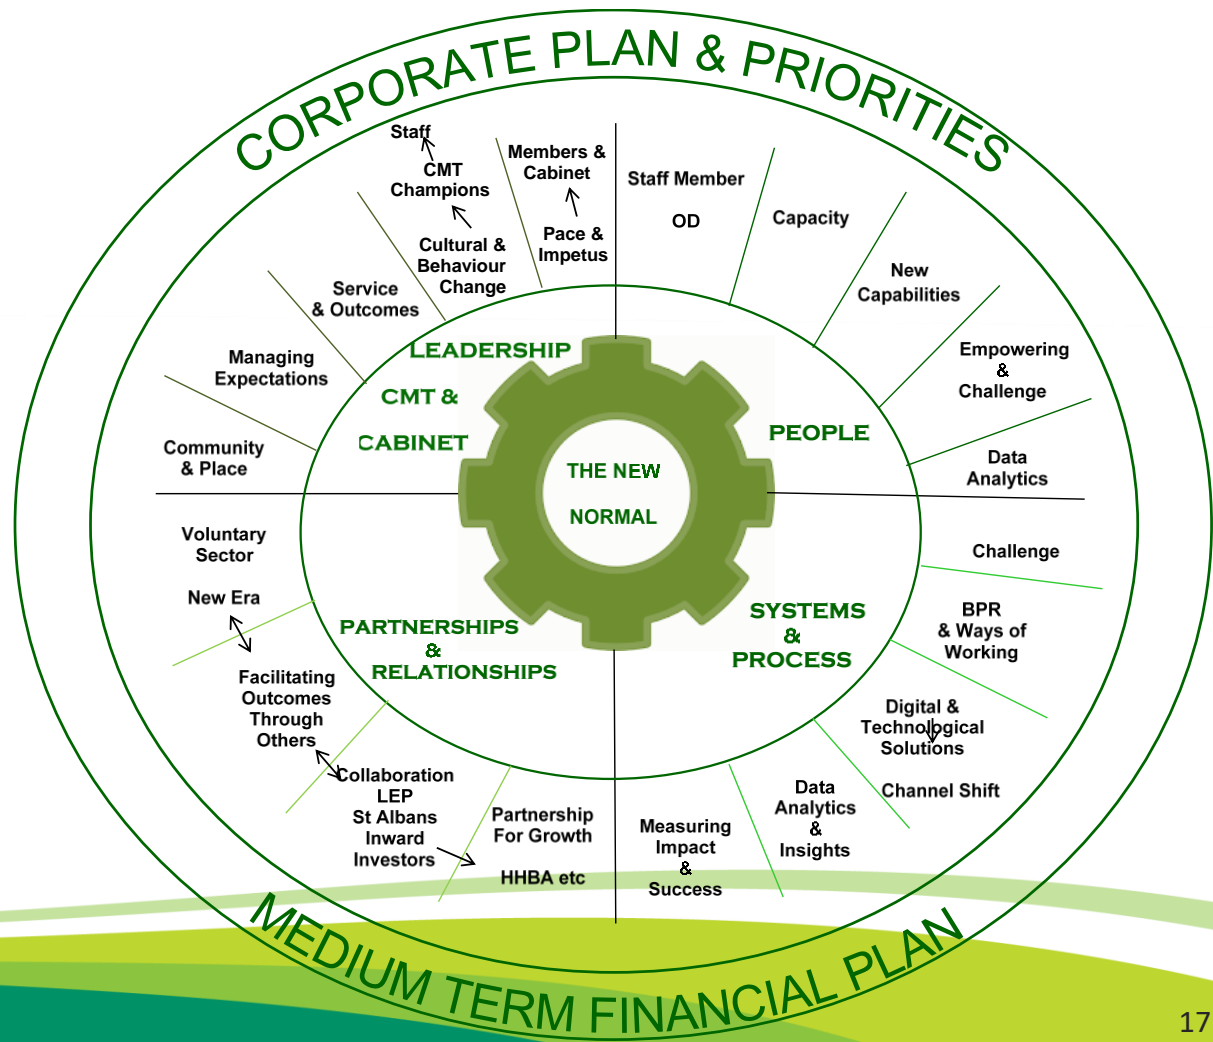 CORPORATE PLAN & PRIORITIES
Staff
CMT
Champions
Cultural &
Behaviour
Change
Members &
Cabinet
Pace &
Impetus
Staff Member
OD
Capacity
New
Capabilities
Empowering
&
Challenge
Data
Analytics
Service
& Outcomes
Managing
Expectations
Community
& Place
LEADERSHIP
CMT &
CABINET
PEOPLE
THE NEW
NORMAL
Voluntary
Sector
New Era
Facilitating
Outcomes
Through
Others
Collaboration
LEP
St Albans
Inward
Investors
Partnership
For Growth
HHBA etc
PARTNERSHIPS
&
RELATIONSHIPS
SYSTEMS
&
PROCESS
Challenge
BPR
& Ways of
Working
Digital &
Technological
Solutions
Channel Shift
Data
Analytics
&
Insights
Measuring
Impact
&
Success
MEDIUM TERM FINANCIAL PLAN
17